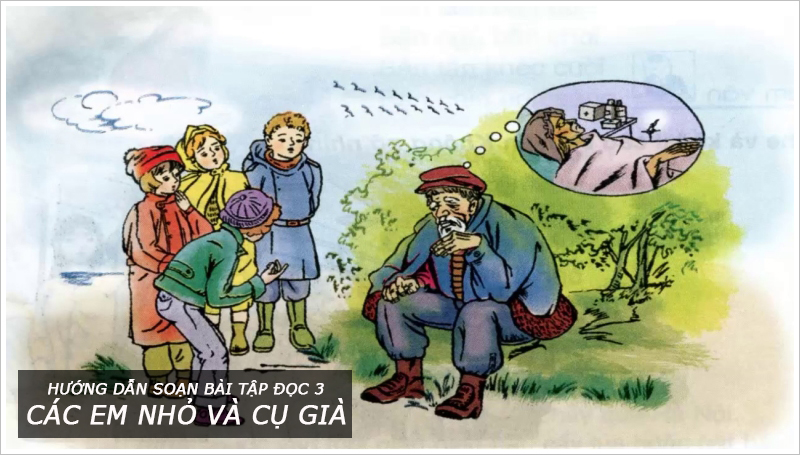 HƯỚNG DẪN SOẠN BÀI TẬP ĐỌC 3
CÁC EM NHỎ VÀ CỤ GIÀ